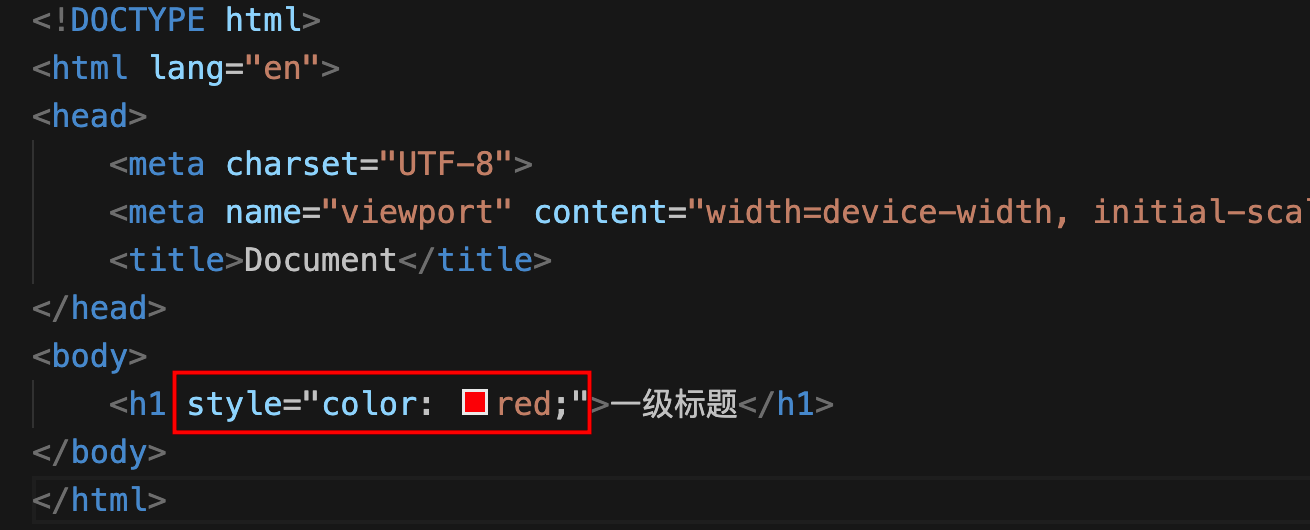 <!DOCTYPE html>
<html lang="en">
<head>
<meta charset="UTF-8">
<meta name="viewport" content="width=device-width, initial-scal
<title>Document</title>
</head>
<body>
<h1 style="color: red;">一级标题</h1>
</body>
</html>